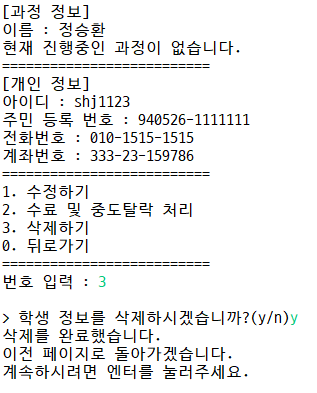 [과정 정보]
이름 : 정승환
현재 진행중인 과정이 없습니다.
==========================
[개인 정보]
아이디 : shj1123
주민 등록 번호 : 940526-1111111
전화번호 : 010-1515-1515
계좌번호 : 333-23-159786
==========================
1. 수정하기
2. 수료 및 중도탈락 처리
3. 삭제하기
0. 뒤로가기
==========================
번호 입력 : 3
> 학생 정보를 삭제하시겠습니까?(y/n)y
삭제를 완료했습니다.
이전 페이지로 돌아가겠습니다.
계속하시려면 엔터를 눌러주세요.